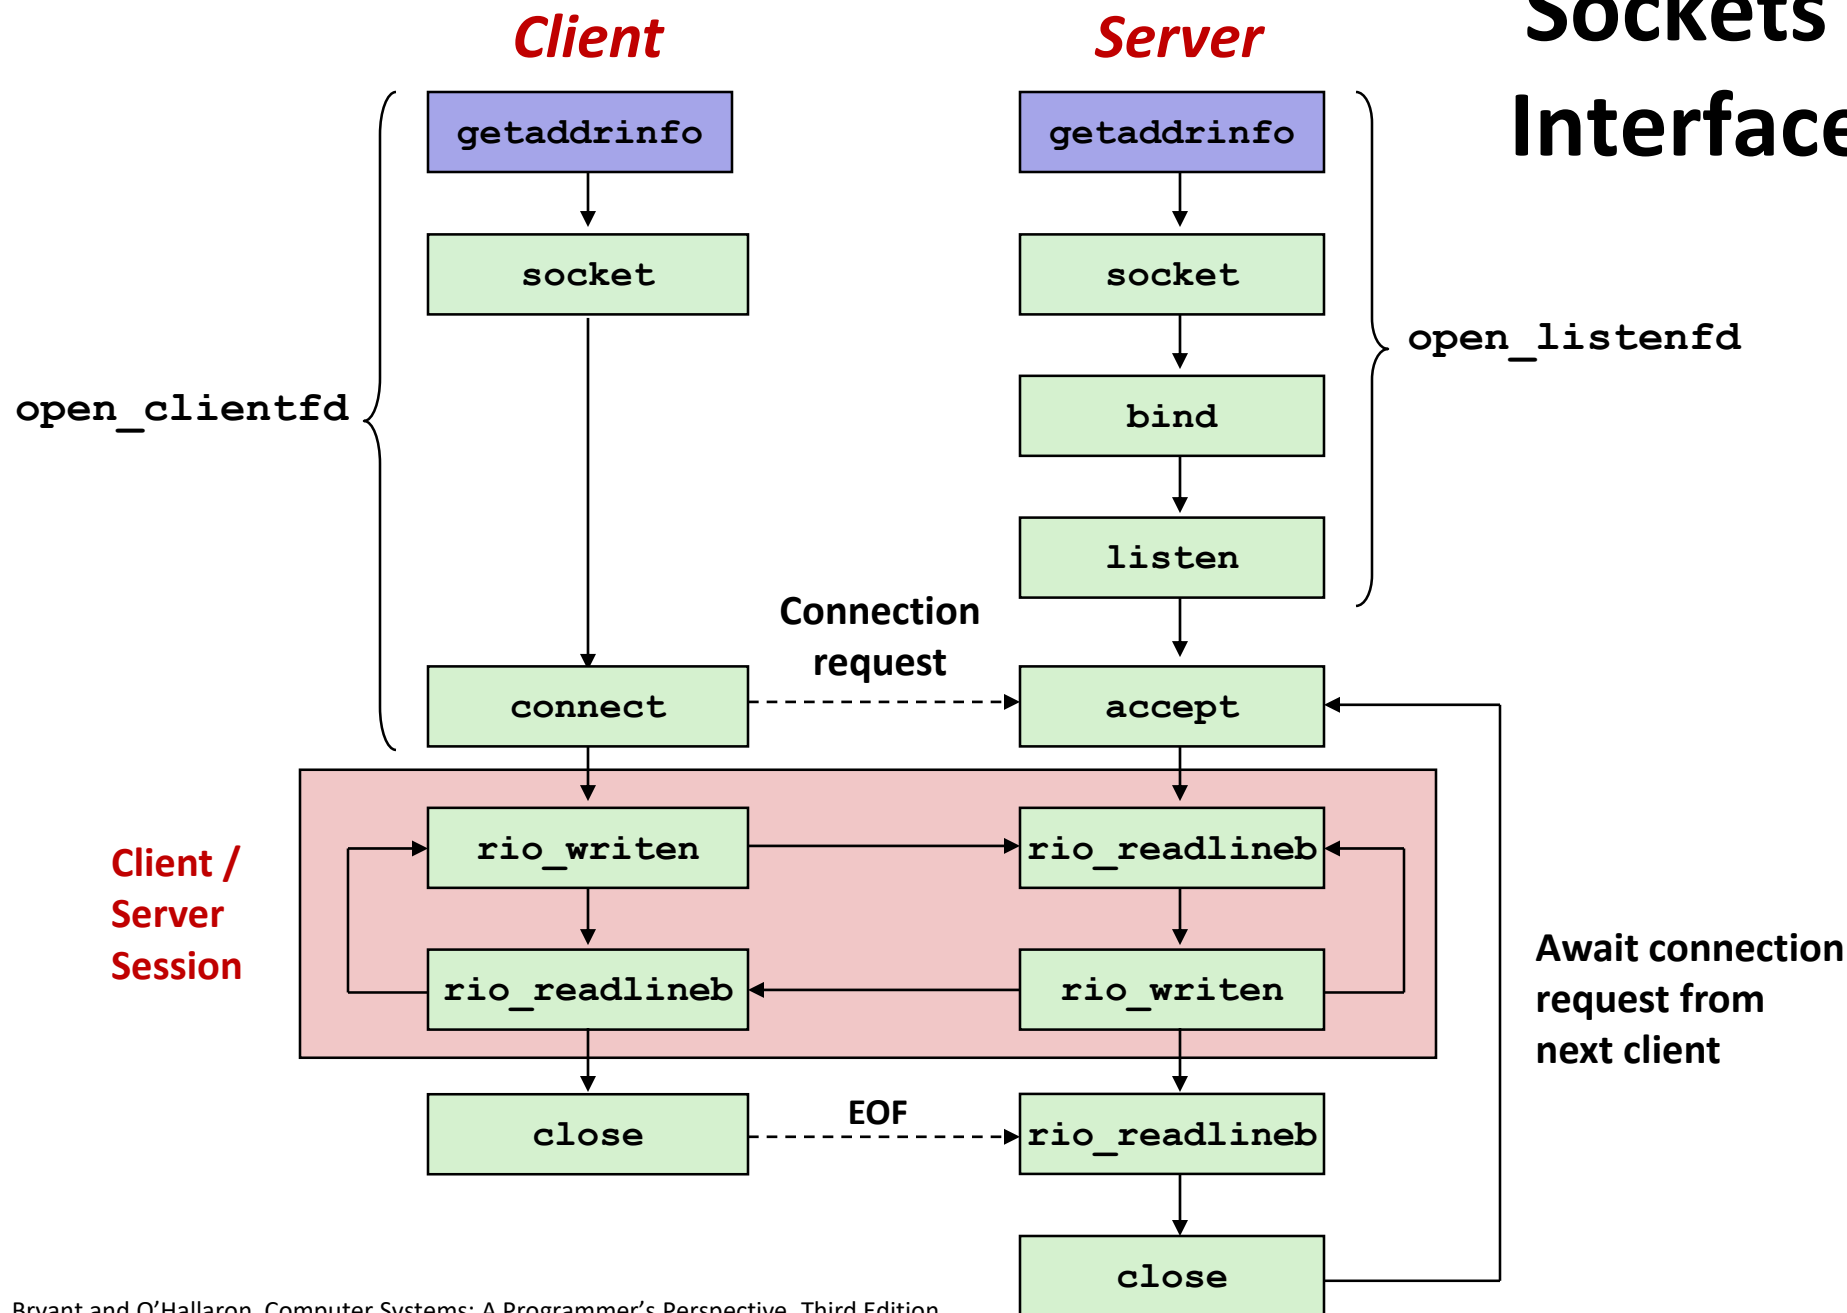 Sockets
Interface
Client
Server
getaddrinfo
getaddrinfo
socket
socket
open_listenfd
open_clientfd
bind
listen
Connection
request
connect
accept
Client /
Server
Session
rio_writen
rio_readlineb
rio_readlineb
rio_writen
Await connection
request from
next client
close
EOF
rio_readlineb
close
Bryant and O'Hallaron, Computer Systems: A Programmer's Perspective, Third Edition